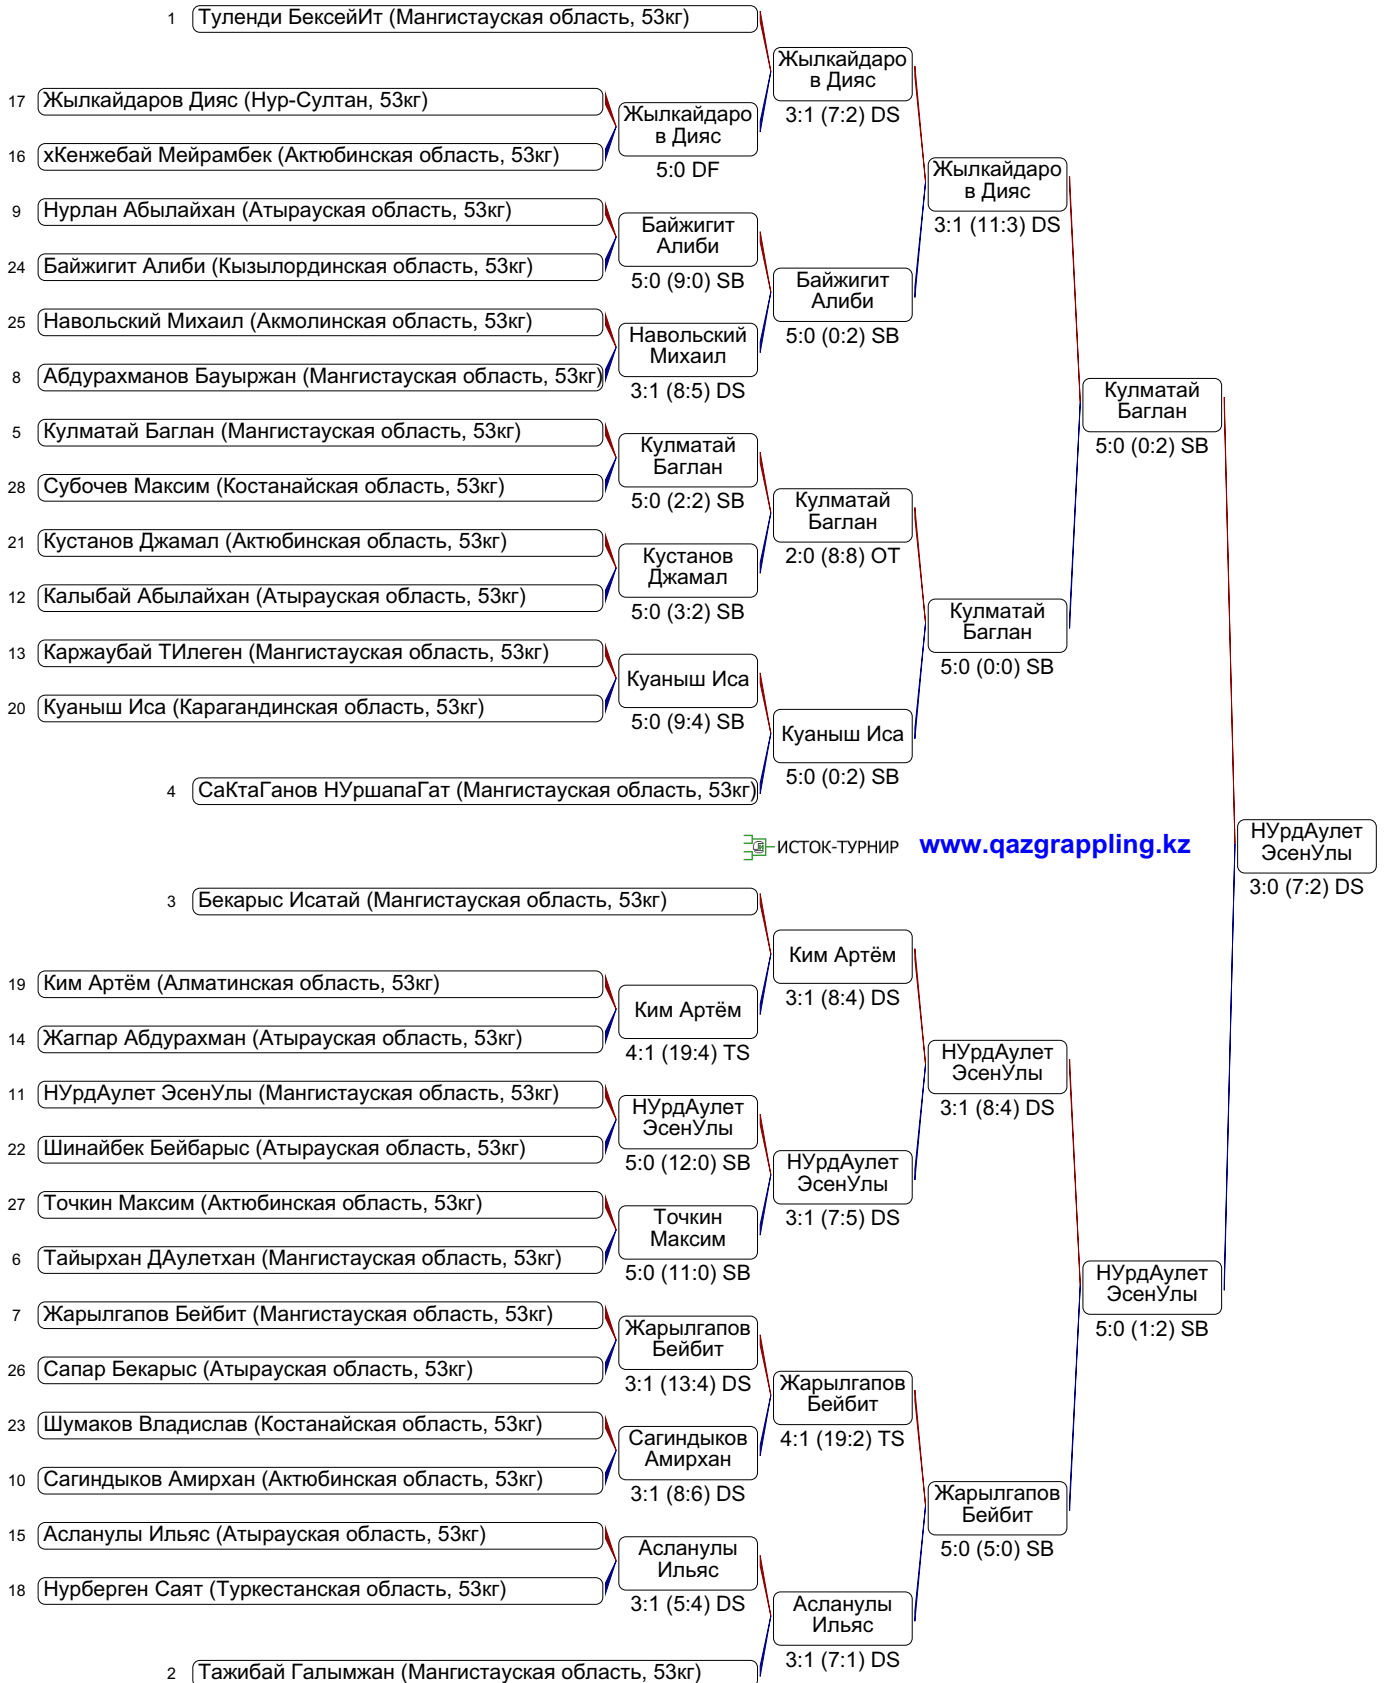 1 Туленди БексейИт (Мангистауская область, 53кг)
Жылкайдаро
в Дияс
3:1 (7:2) DS
17 Жылкайдаров Дияс (Нур-Султан, 53кг)
Жылкайдаро
в Дияс
5:0 DF
16 хКенжебай Мейрамбек (Актюбинская область, 53кг)
Жылкайдаро
в Дияс
3:1 (11:3) DS
9 Нурлан Абылайхан (Атырауская область, 53кг)
Байжигит
Алиби
5:0 (9:0) SB
24 Байжигит Алиби (Кызылординская область, 53кг)
Байжигит
Алиби
5:0 (0:2) SB
25 Навольский Михаил (Акмолинская область, 53кг)
Навольский
Михаил
3:1 (8:5) DS
8 Абдурахманов Бауыржан (Мангистауская область, 53кг)
Кулматай
Баглан
5:0 (0:2) SB
5 Кулматай Баглан (Мангистауская область, 53кг)
Кулматай
Баглан
5:0 (2:2) SB
28 Субочев Максим (Костанайская область, 53кг)
Кулматай
Баглан
2:0 (8:8) OT
21 Кустанов Джамал (Актюбинская область, 53кг)
Кустанов
Джамал
5:0 (3:2) SB
12 Калыбай Абылайхан (Атырауская область, 53кг)
Кулматай
Баглан
5:0 (0:0) SB
13 Каржаубай ТИлеген (Мангистауская область, 53кг)
Куаныш Иса
5:0 (9:4) SB
20 Куаныш Иса (Карагандинская область, 53кг)
Куаныш Иса
5:0 (0:2) SB
4 СаКтаГанов НУршапаГат (Мангистауская область, 53кг)
ИСТОК-ТУРНИР www.qazgrappling.kz
НУрдАулет
ЭсенУлы
3:0 (7:2) DS
3 Бекарыс Исатай (Мангистауская область, 53кг)
Ким Артём
3:1 (8:4) DS
19 Ким Артём (Алматинская область, 53кг)
Ким Артём
4:1 (19:4) TS
14 Жагпар Абдурахман (Атырауская область, 53кг)
НУрдАулет
ЭсенУлы
3:1 (8:4) DS
11 НУрдАулет ЭсенУлы (Мангистауская область, 53кг)
НУрдАулет
ЭсенУлы
5:0 (12:0) SB
22 Шинайбек Бейбарыс (Атырауская область, 53кг)
НУрдАулет
ЭсенУлы
3:1 (7:5) DS
27 Точкин Максим (Актюбинская область, 53кг)
Точкин
Максим
5:0 (11:0) SB
6 Тайырхан ДАулетхан (Мангистауская область, 53кг)
НУрдАулет
ЭсенУлы
5:0 (1:2) SB
7 Жарылгапов Бейбит (Мангистауская область, 53кг)
Жарылгапов
Бейбит
3:1 (13:4) DS
26 Сапар Бекарыс (Атырауская область, 53кг)
Жарылгапов
Бейбит
4:1 (19:2) TS
23 Шумаков Владислав (Костанайская область, 53кг)
Сагиндыков
Амирхан
3:1 (8:6) DS
10 Сагиндыков Амирхан (Актюбинская область, 53кг)
Жарылгапов
Бейбит
5:0 (5:0) SB
15 Асланулы Ильяс (Атырауская область, 53кг)
Асланулы
Ильяс
3:1 (5:4) DS
18 Нурберген Саят (Туркестанская область, 53кг)
Асланулы
Ильяс
3:1 (7:1) DS
2 Тажибай Галымжан (Мангистауская область, 53кг)